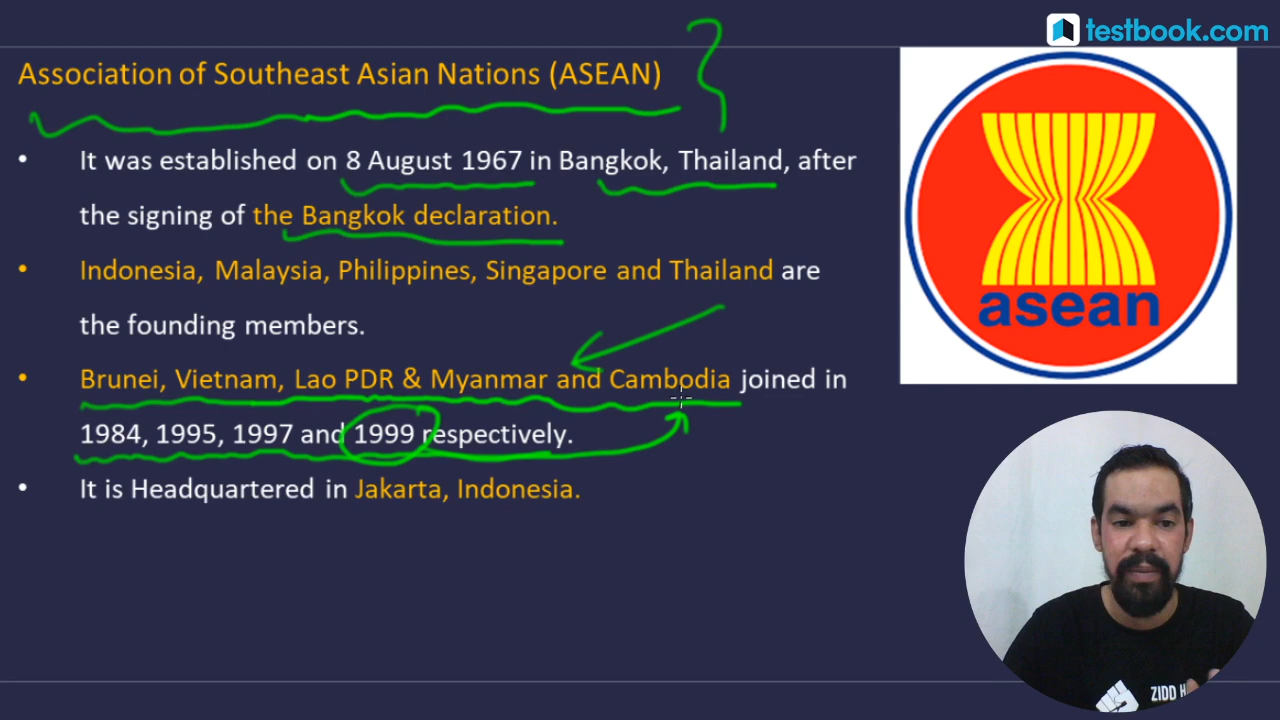 testbook.com
Association of Southeast Asian Nations (ASEAN)
• It was established on 8 August 1967 in Bangkok, Thailand, after
the signing of the Bangkok declaration.
• Indonesia, Malaysia, Philippines, Singapore and Thailand are
the founding members.
• Brunei, Vietnam, Lao PDR & Myanmar and Cambodia joined in
1984, 1995, 1997 and 1999 respectively.
• It is Headquartered in Jakarta, Indonesia.
asean
ZIDD